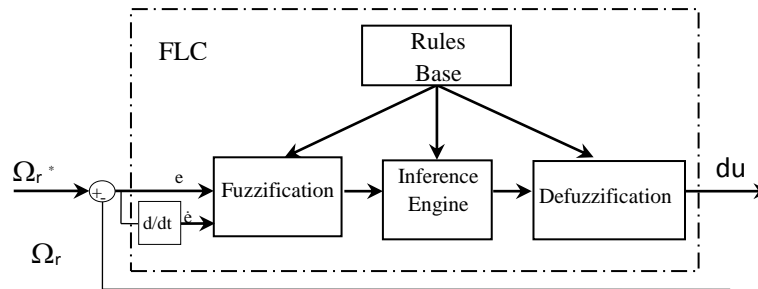 FLC
Rules
Base
Ωr *
+
-
e
Fuzzification
Inference
Engine
Defuzzification
du
d/dt
ė
Ωr